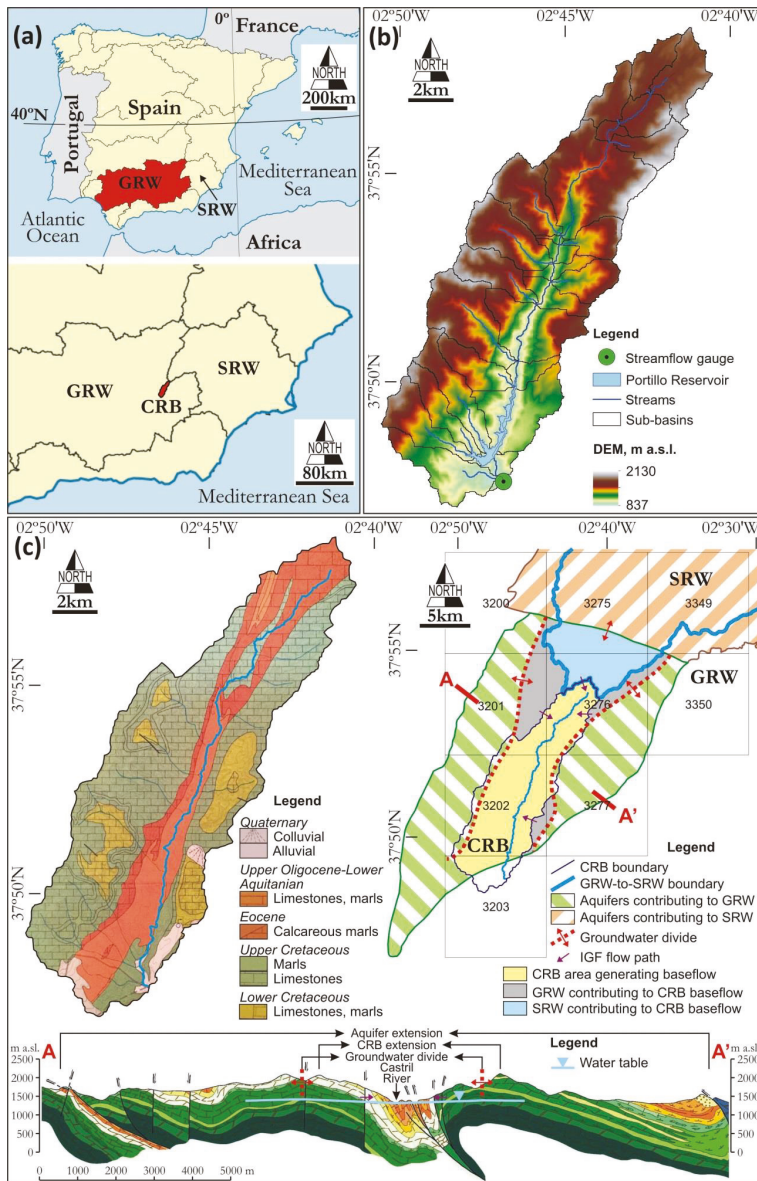 (a)
0°
France
NORTH
200km
40°N
Portugal
Spain
GRW
SRW
Mediterranean
Sea
Atlantic
Ocean
Africa
GRW
SRW
CRB
NORTH
80km
Mediterranean Sea
02°50'W
02°45'W
02°40'W
(b)
NORTH
2km
37°55'N
37°50'N
Legend
Streamflow gauge
Portillo Reservoir
Streams
Sub-basins
DEM, m a.s.l.
2130
837
02°50'W
02°45'W
02°40'W
(c)
NORTH
2km
37°55'N
37°50'N
Legend
Quaternary
Colluvial
Alluvial
Upper Oligocene-Lower
Aquitanian
Limestones, marls
Eocene
Calcareous marls
Upper Cretaceous
Marls
Limestones
Lower Cretaceous
Limestones, marls
02°50'W
02°40'W
02°30'W
NORTH
5km
37°55'N
37°50'N
SRW
3200
3275
3349
GRW
A
3201
3276
3350
3202
3277
A'
CRB
3203
Legend
CRB boundary
GRW-to-SRW boundary
Aquifers contributing to GRW
Aquifers contributing to SRW
Groundwater divide
IGF flow path
CRB area generating baseflow
GRW contributing to CRB baseflow
SRW contributing to CRB baseflow
m a.sl.
A
Aquifer extension
CRB extension
Groundwater divide
Castril
River
Legend
Water table
A'
m a.sl.
2500
2000
1500
1000
500
0
2500
2000
1500
1000
500
0
0 1000 2000 3000 4000 5000 m